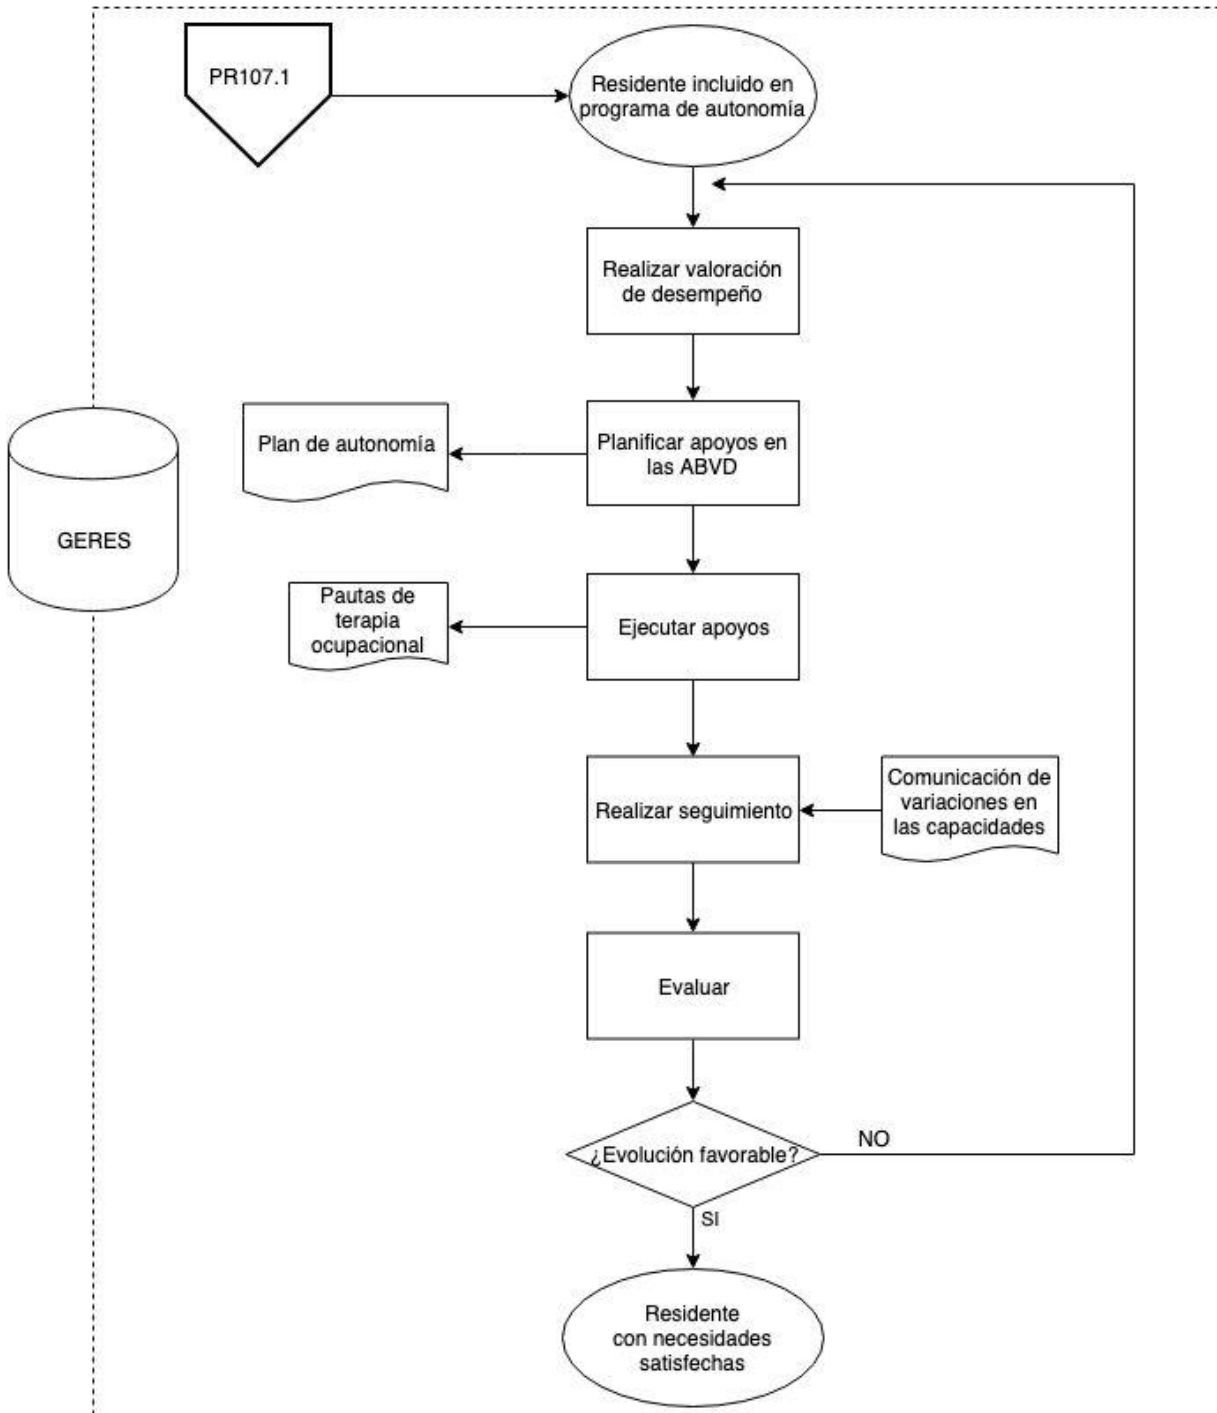 PR107.1
Residente incluido en
programa de autonomía
Realizar valoración
de desempeño
Plan de autonomía
Planificar apoyos en
las ABVD
GERES
Pautas de
terapia
ocupacional
Ejecutar apoyos
Realizar seguimiento
Comunicación de
variaciones en
las capacidades
Evaluar
¿Evolución favorable?
NO
SI
Residente
con necesidades
satisfechas